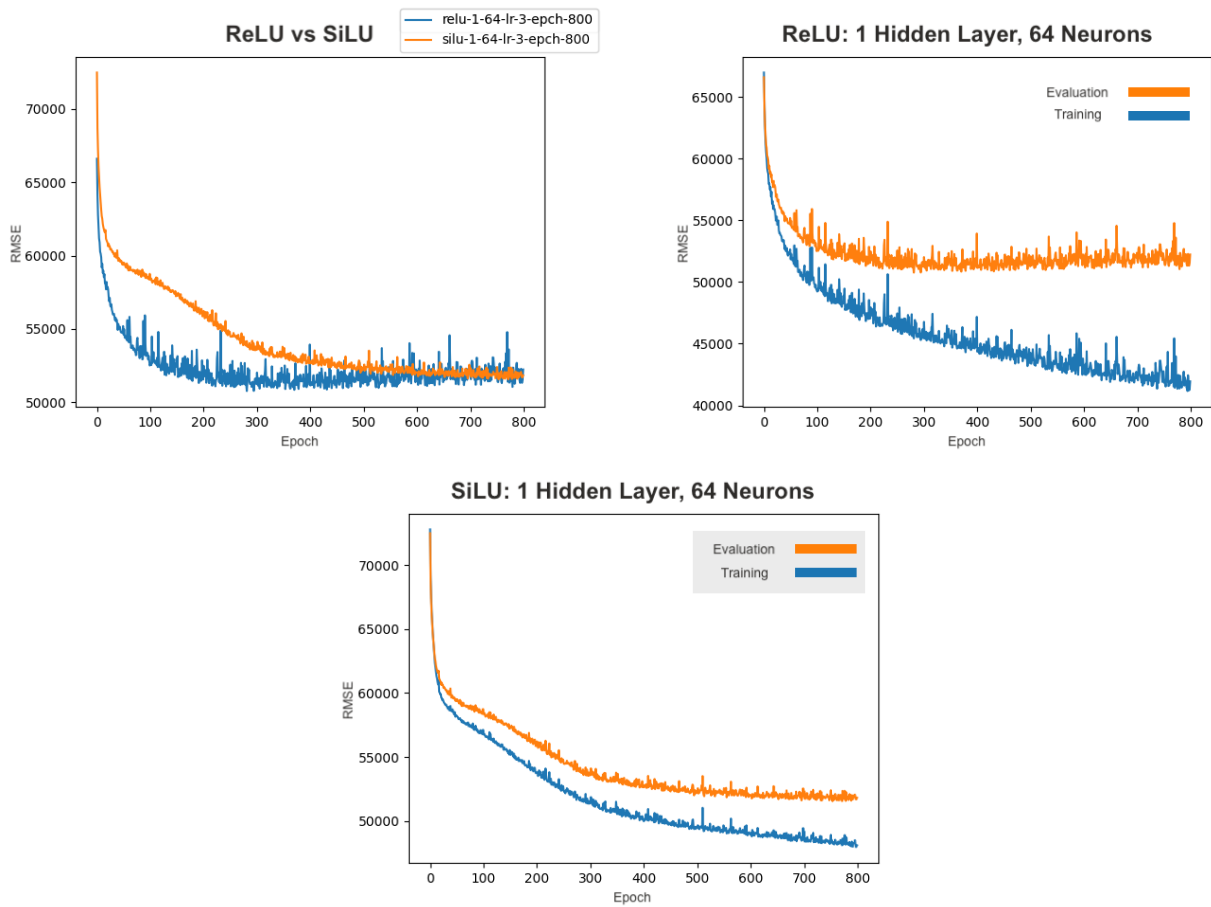 ReLU vs SiLU
relu-1-64-lr-3-epch-800
silu-1-64-lr-3-epch-800
70000
65000
60000
55000
50000
RMSE
0 100 200 300 400 500 600 700 800
Epoch
ReLU: 1 Hidden Layer, 64 Neurons
Evaluation
Training
65000
60000
55000
50000
45000
40000
RMSE
0 100 200 300 400 500 600 700 800
Epoch
SiLU: 1 Hidden Layer, 64 Neurons
Evaluation
Training
70000
65000
60000
55000
50000
RMSE
0 100 200 300 400 500 600 700 800
Epoch